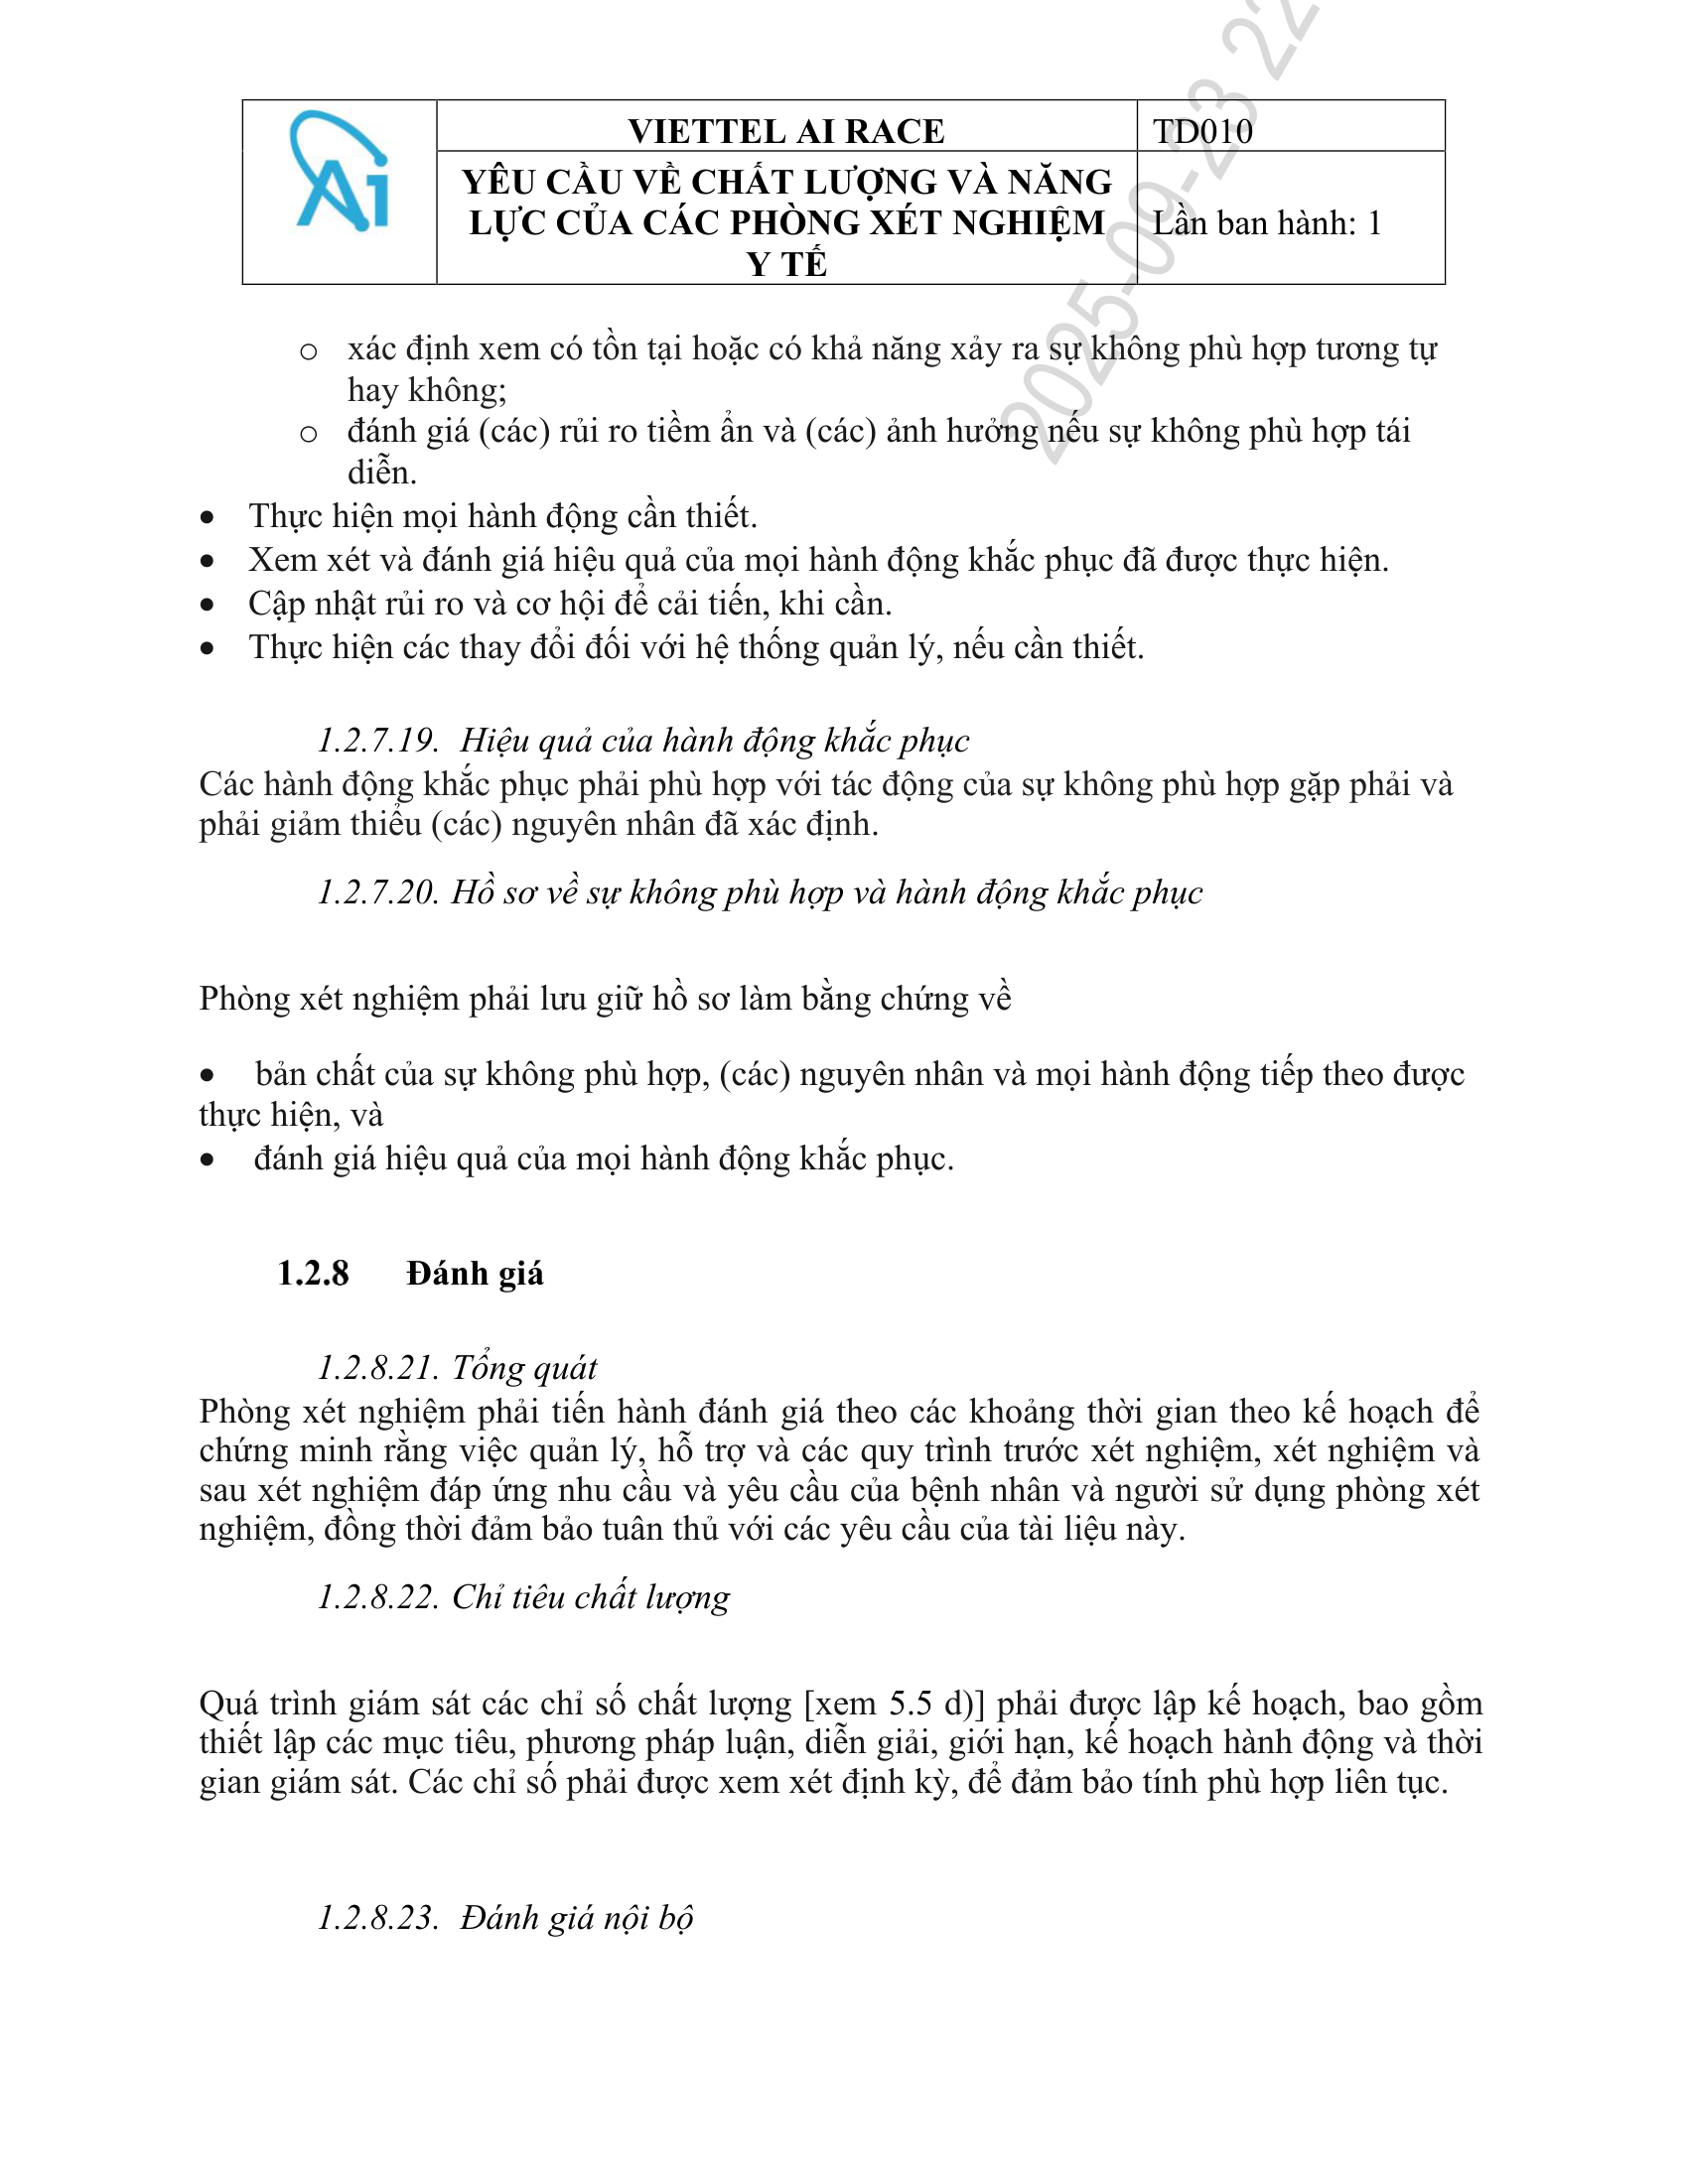 Ai
VIETTEL AI RACE
TD010
YÊU CẦU VỀ CHẤT LƯỢNG VÀ NĂNG
LỰC CỦA CÁC PHÒNG XÉT NGHIỆM
Y TẾ
Lần ban hành: 1
2025-09-23 22
o xác định xem có tồn tại hoặc có khả năng xảy ra sự không phù hợp tương tự
hay không;
o đánh giá (các) rủi ro tiềm ẩn và (các) ảnh hưởng nếu sự không phù hợp tái
diễn.
• Thực hiện mọi hành động cần thiết.
• Xem xét và đánh giá hiệu quả của mọi hành động khắc phục đã được thực hiện.
• Cập nhật rủi ro và cơ hội để cải tiến, khi cần.
• Thực hiện các thay đổi đối với hệ thống quản lý, nếu cần thiết.
1.2.7.19. Hiệu quả của hành động khắc phục
Các hành động khắc phục phải phù hợp với tác động của sự không phù hợp gặp phải và
phải giảm thiểu (các) nguyên nhân đã xác định.
1.2.7.20. Hồ sơ về sự không phù hợp và hành động khắc phục
Phòng xét nghiệm phải lưu giữ hồ sơ làm bằng chứng về
• bản chất của sự không phù hợp, (các) nguyên nhân và mọi hành động tiếp theo được
thực hiện, và
• đánh giá hiệu quả của mọi hành động khắc phục.
1.2.8 Đánh giá
1.2.8.21. Tổng quát
Phòng xét nghiệm phải tiến hành đánh giá theo các khoảng thời gian theo kế hoạch để
chứng minh rằng việc quản lý, hỗ trợ và các quy trình trước xét nghiệm, xét nghiệm và
sau xét nghiệm đáp ứng nhu cầu và yêu cầu của bệnh nhân và người sử dụng phòng xét
nghiệm, đồng thời đảm bảo tuân thủ với các yêu cầu của tài liệu này.
1.2.8.22. Chỉ tiêu chất lượng
Quá trình giám sát các chỉ số chất lượng [xem 5.5 d)] phải được lập kế hoạch, bao gồm
thiết lập các mục tiêu, phương pháp luận, diễn giải, giới hạn, kế hoạch hành động và thời
gian giám sát. Các chỉ số phải được xem xét định kỳ, để đảm bảo tính phù hợp liên tục.
1.2.8.23. Đánh giá nội bộ